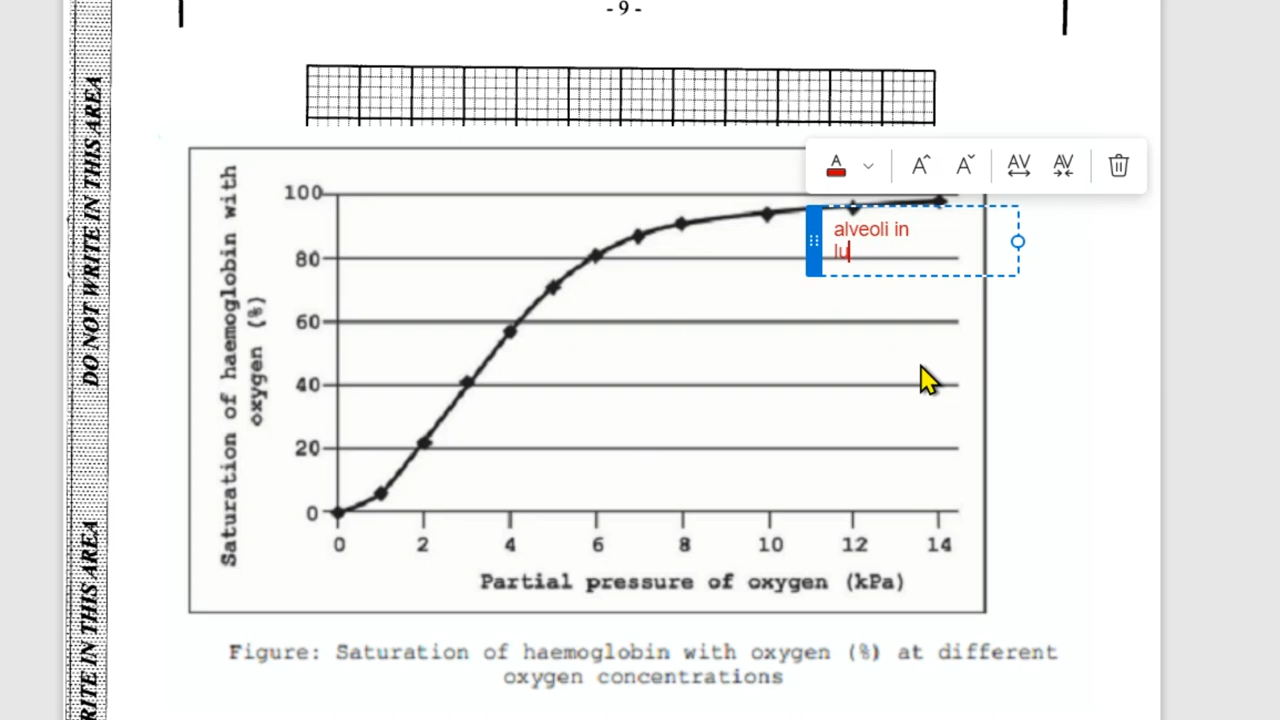 - 9 -
DO NOT WRITE IN THIS AREA
RITE IN THIS AREA
A A A AV AV
Saturation of haemoglobin with
oxygen (%)
100
80
60
40
20
0
alveoli in
lu
0 2 4 6 8 10 12 14
Partial pressure of oxygen (kPa)
Figure: Saturation of haemoglobin with oxygen (%) at different
oxygen concentrations